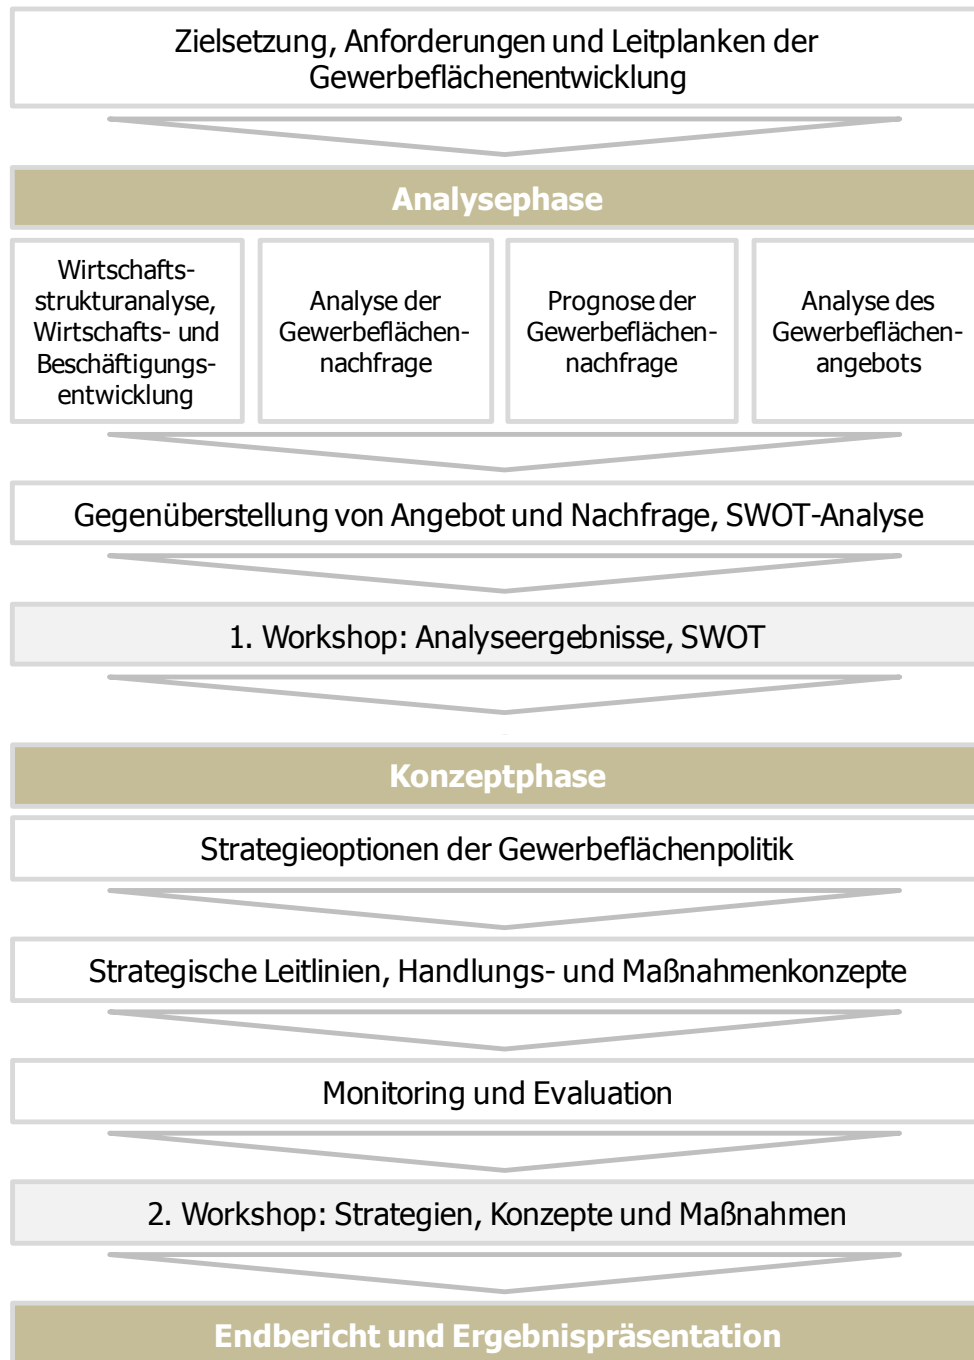 Zielsetzung, Anforderungen und Leitplanken der
Gewerbeflächenentwicklung
Analysephase
Wirtschafts-
strukturanalyse,
Wirtschafts- und
Beschäftigungs-
entwicklung
Analyse der
Gewerbeflächen-
nachfrage
Prognose der
Gewerbeflächen-
nachfrage
Analyse des
Gewerbeflächen-
angebots
Gegenüberstellung von Angebot und Nachfrage, SWOT-Analyse
1. Workshop: Analyseergebnisse, SWOT
Konzeptphase
Strategieoptionen der Gewerbeflächenpolitik
Strategische Leitlinien, Handlungs- und Maßnahmenkonzepte
Monitoring und Evaluation
2. Workshop: Strategien, Konzepte und Maßnahmen
Endbericht und Ergebnispräsentation